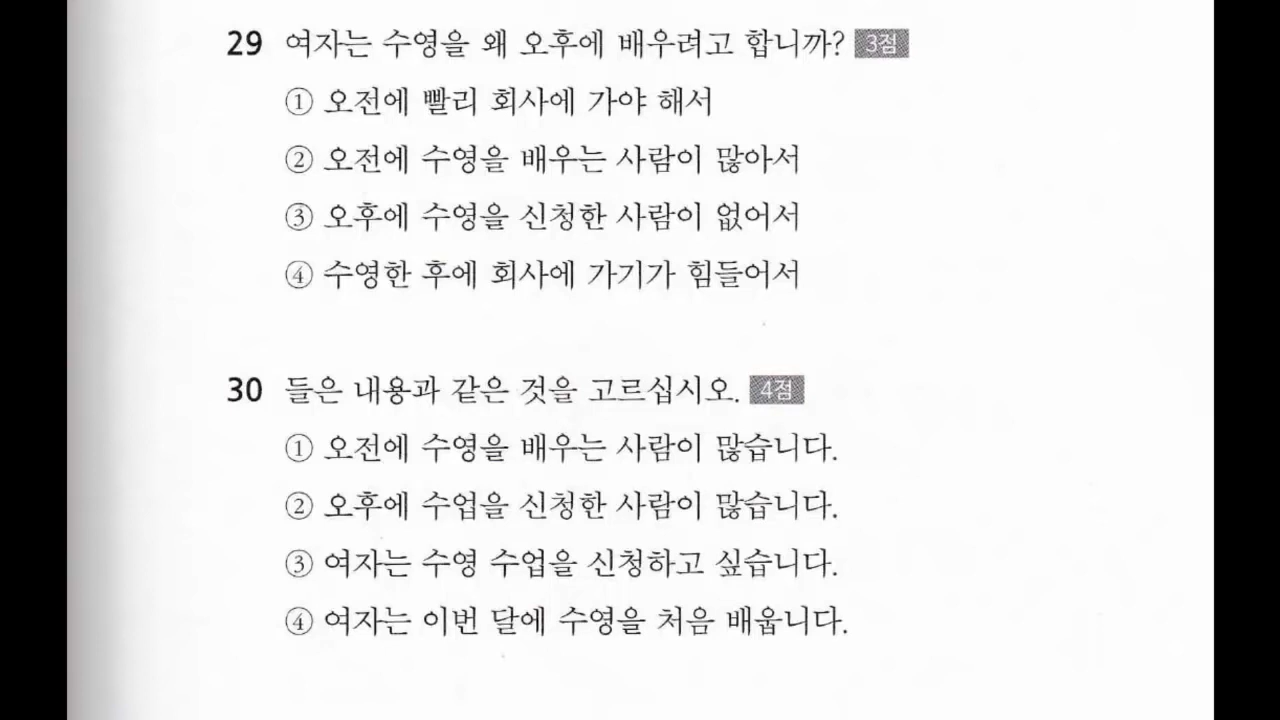 29 여자는 수영을 왜 오후에 배우려고 합니까? 3점
① 오전에 빨리 회사에 가야 해서
② 오전에 수영을 배우는 사람이 많아서
③ 오후에 수영을 신청한 사람이 없어서
④ 수영한 후에 회사에 가기가 힘들어서
30 들은 내용과 같은 것을 고르십시오. 4점
① 오전에 수영을 배우는 사람이 많습니다.
② 오후에 수업을 신청한 사람이 많습니다.
③ 여자는 수영 수업을 신청하고 싶습니다.
④ 여자는 이번 달에 수영을 처음 배웁니다.